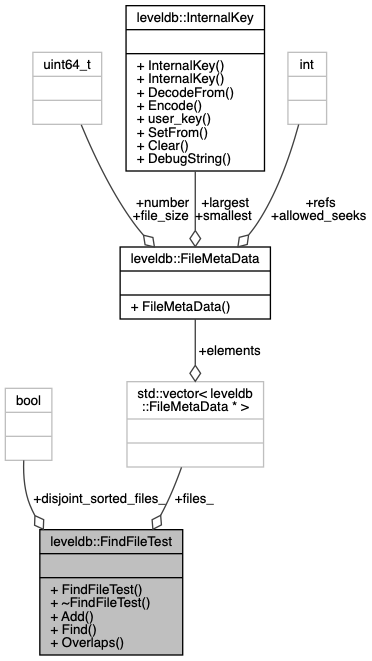 leveldb::InternalKey
+ InternalKey()
+ InternalKey()
+ DecodeFrom()
+ Encode()
+ user_key()
+ SetFrom()
+ Clear()
+ DebugString()
uint64_t
int
+number
+file_size
+largest
+smallest
+refs
+allowed_seeks
leveldb::FileMetaData
+ FileMetaData()
+elements
std::vector< leveldb
::FileMetaData * >
bool
+disjoint_sorted_files_
+files_
leveldb::FindFileTest
+ FindFileTest()
+ ~FindFileTest()
+ Add()
+ Find()
+ Overlaps()